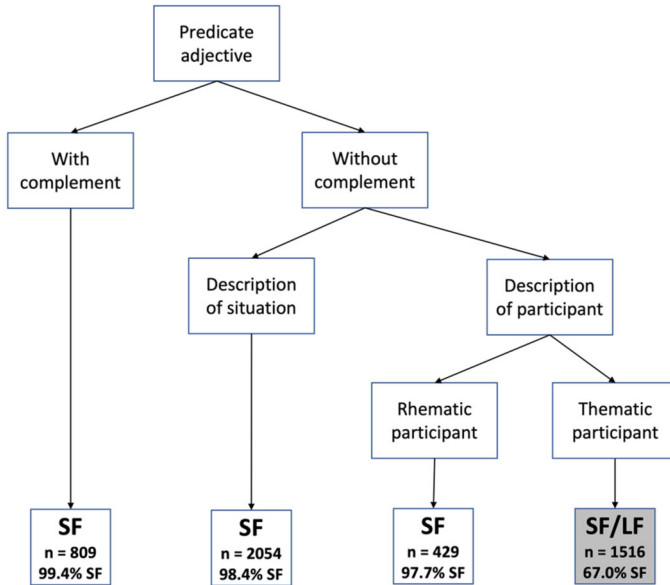 Predicate
adjective
With
complement
Without
complement
Description
of situation
Description
of participant
Rhematic
participant
Thematic
participant
SF
n = 809
99.4% SF
SF
n = 2054
98.4% SF
SF
n = 429
97.7% SF
SF/LF
n = 1516
67.0% SF